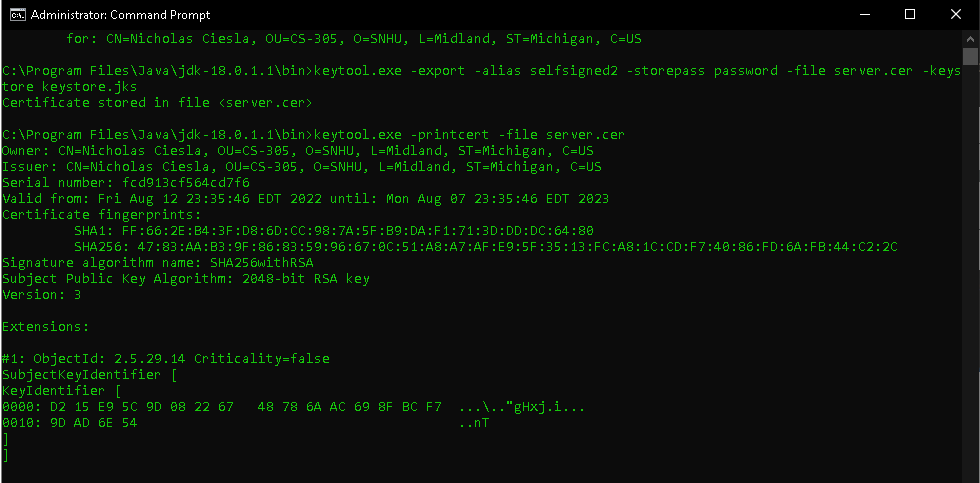 Administrator: Command Prompt
for: CN=Nicholas Ciesla, OU=CS-305, O=SNHU, L=Midland, ST=Michigan, C=US
C:\Program Files\Java\jdk-18.0.1.1\bin>keytool.exe -export -alias selfsigned2 -storepass password -file server.cer -keys
tore keystore.jks
Certificate stored in file <server.cer>
C:\Program Files\Java\jdk-18.0.1.1\bin>keytool.exe -printcert -file server.cer
Owner: CN=Nicholas Ciesla, OU=CS-305, O=SNHU, L=Midland, ST=Michigan, C=US
Issuer: CN=Nicholas Ciesla, OU=CS-305, O=SNHU, L=Midland, ST=Michigan, C=US
Serial number: fcd913cf564cd7f6
Valid from: Fri Aug 12 23:35:46 EDT 2022 until: Mon Aug 07 23:35:46 EDT 2023
Certificate fingerprints:
SHA1: FF:66:2E:B4:3F:D8:6D:CC:98:7A:5F:B9:DA:F1:71:3D:DD:DC:64:80
SHA256: 47:83:AA:B3:9F:86:83:59:96:67:0C:51:A8:A7:AF:E9:5F:35:13:FC:A8:1C:CD:F7:40:86:FD:6A:FB:44:C2:2C
Signature algorithm name: SHA256withRSA
Subject Public Key Algorithm: 2048-bit RSA key
Version: 3
Extensions:
#1: ObjectId: 2.5.29.14 Criticality=false
SubjectKeyIdentifier [
KeyIdentifier [
0000: D2 15 E9 5C 9D 08 22 67   48 78 6A AC 69 8F BC F7  ...\.."gHxj.i...
0010: 9D AD 6E 54                                        ..nT
]
]